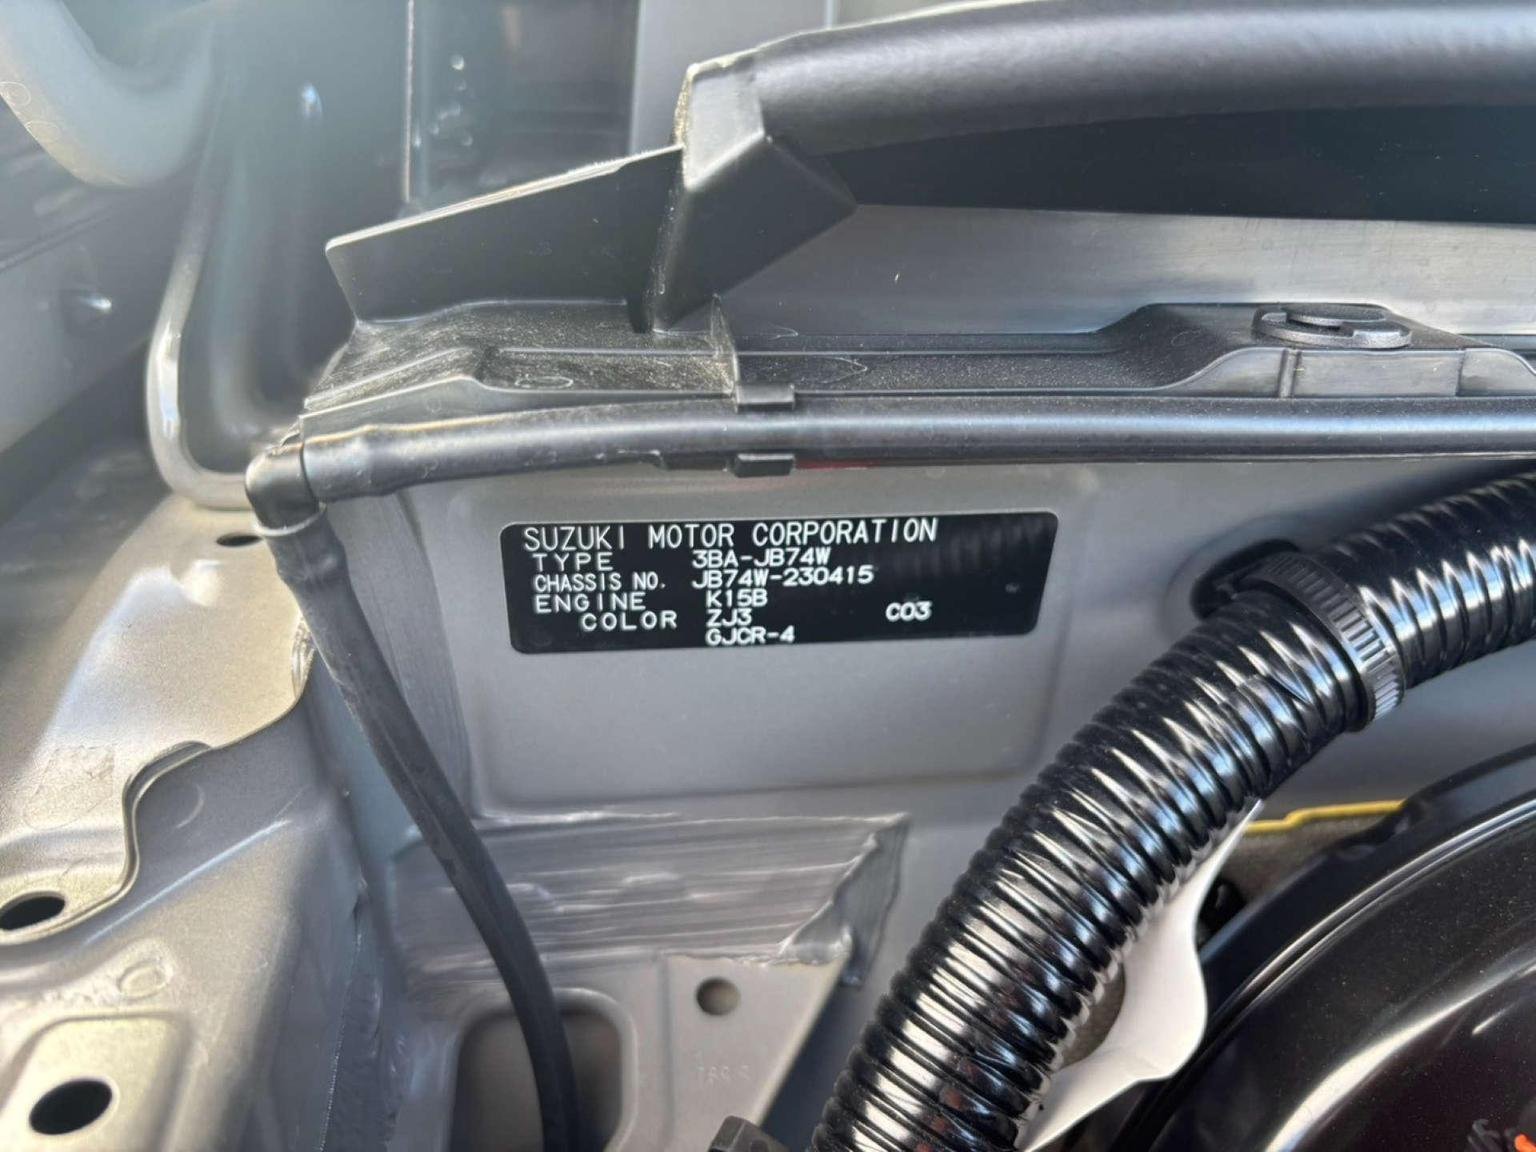 SUZUKI MOTOR CORPORATION
TYPE 3BA-JB74W
CHASSIS NO. JB74W-230415
ENGINE K15B
COLOR ZJ3 C03
GJCR-4